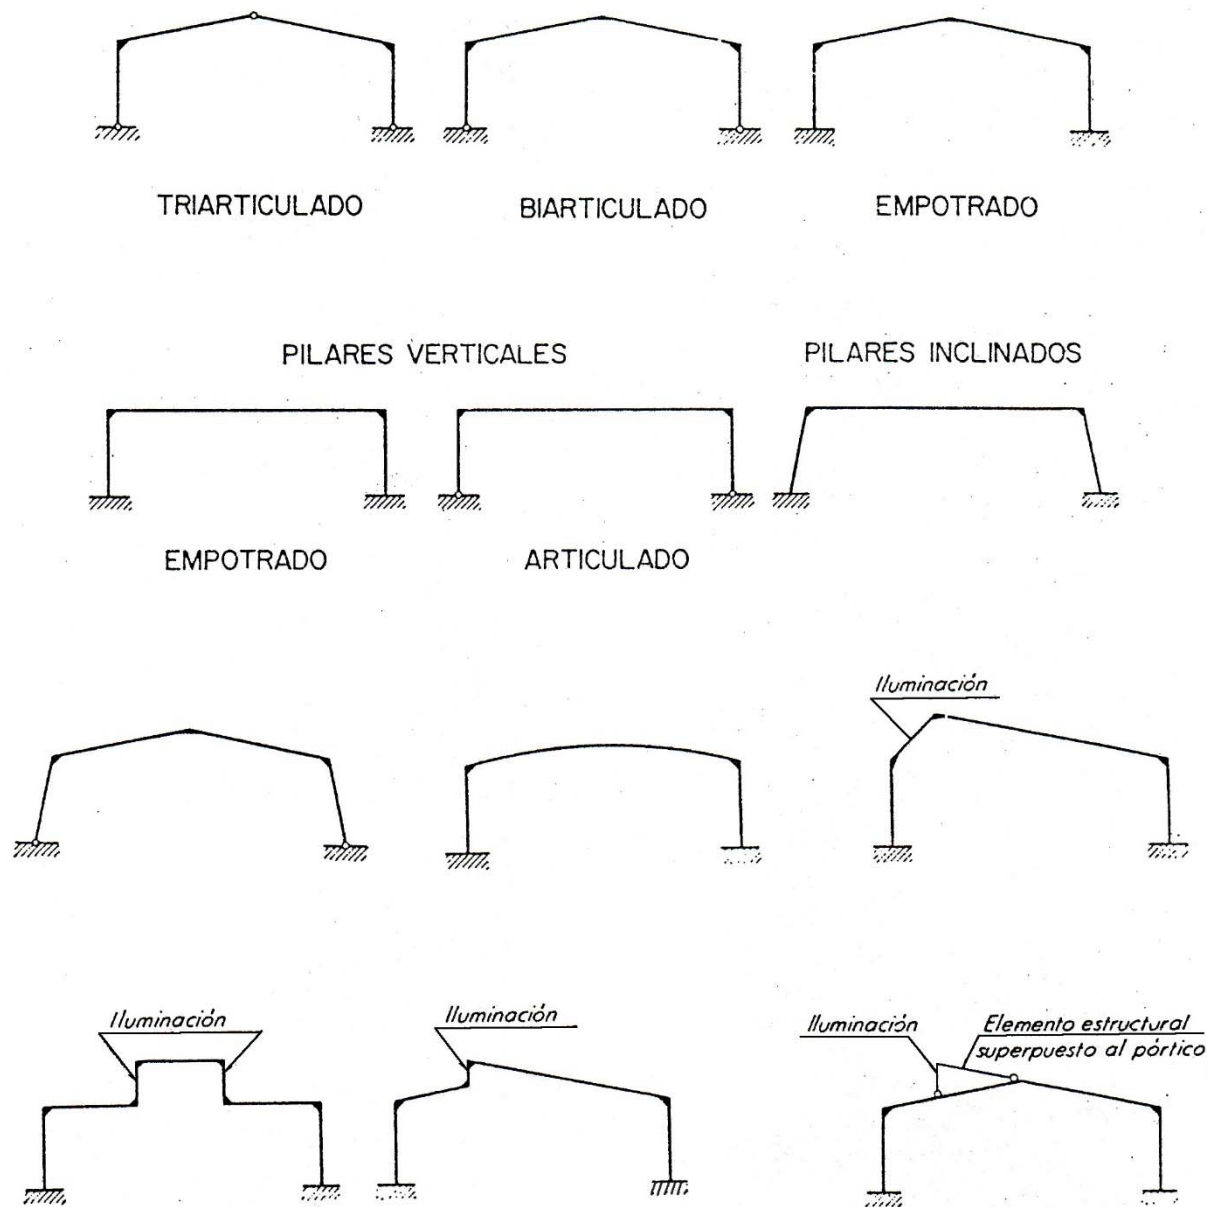 TRIARTICULADO
BIARTICULADO
EMPOTRADO
PILARES VERTICALES
PILARES INCLINADOS
EMPOTRADO
ARTICULADO
Iluminación
Iluminación
Iluminación
Iluminación
Elemento estructural
superpuesto al pórtico